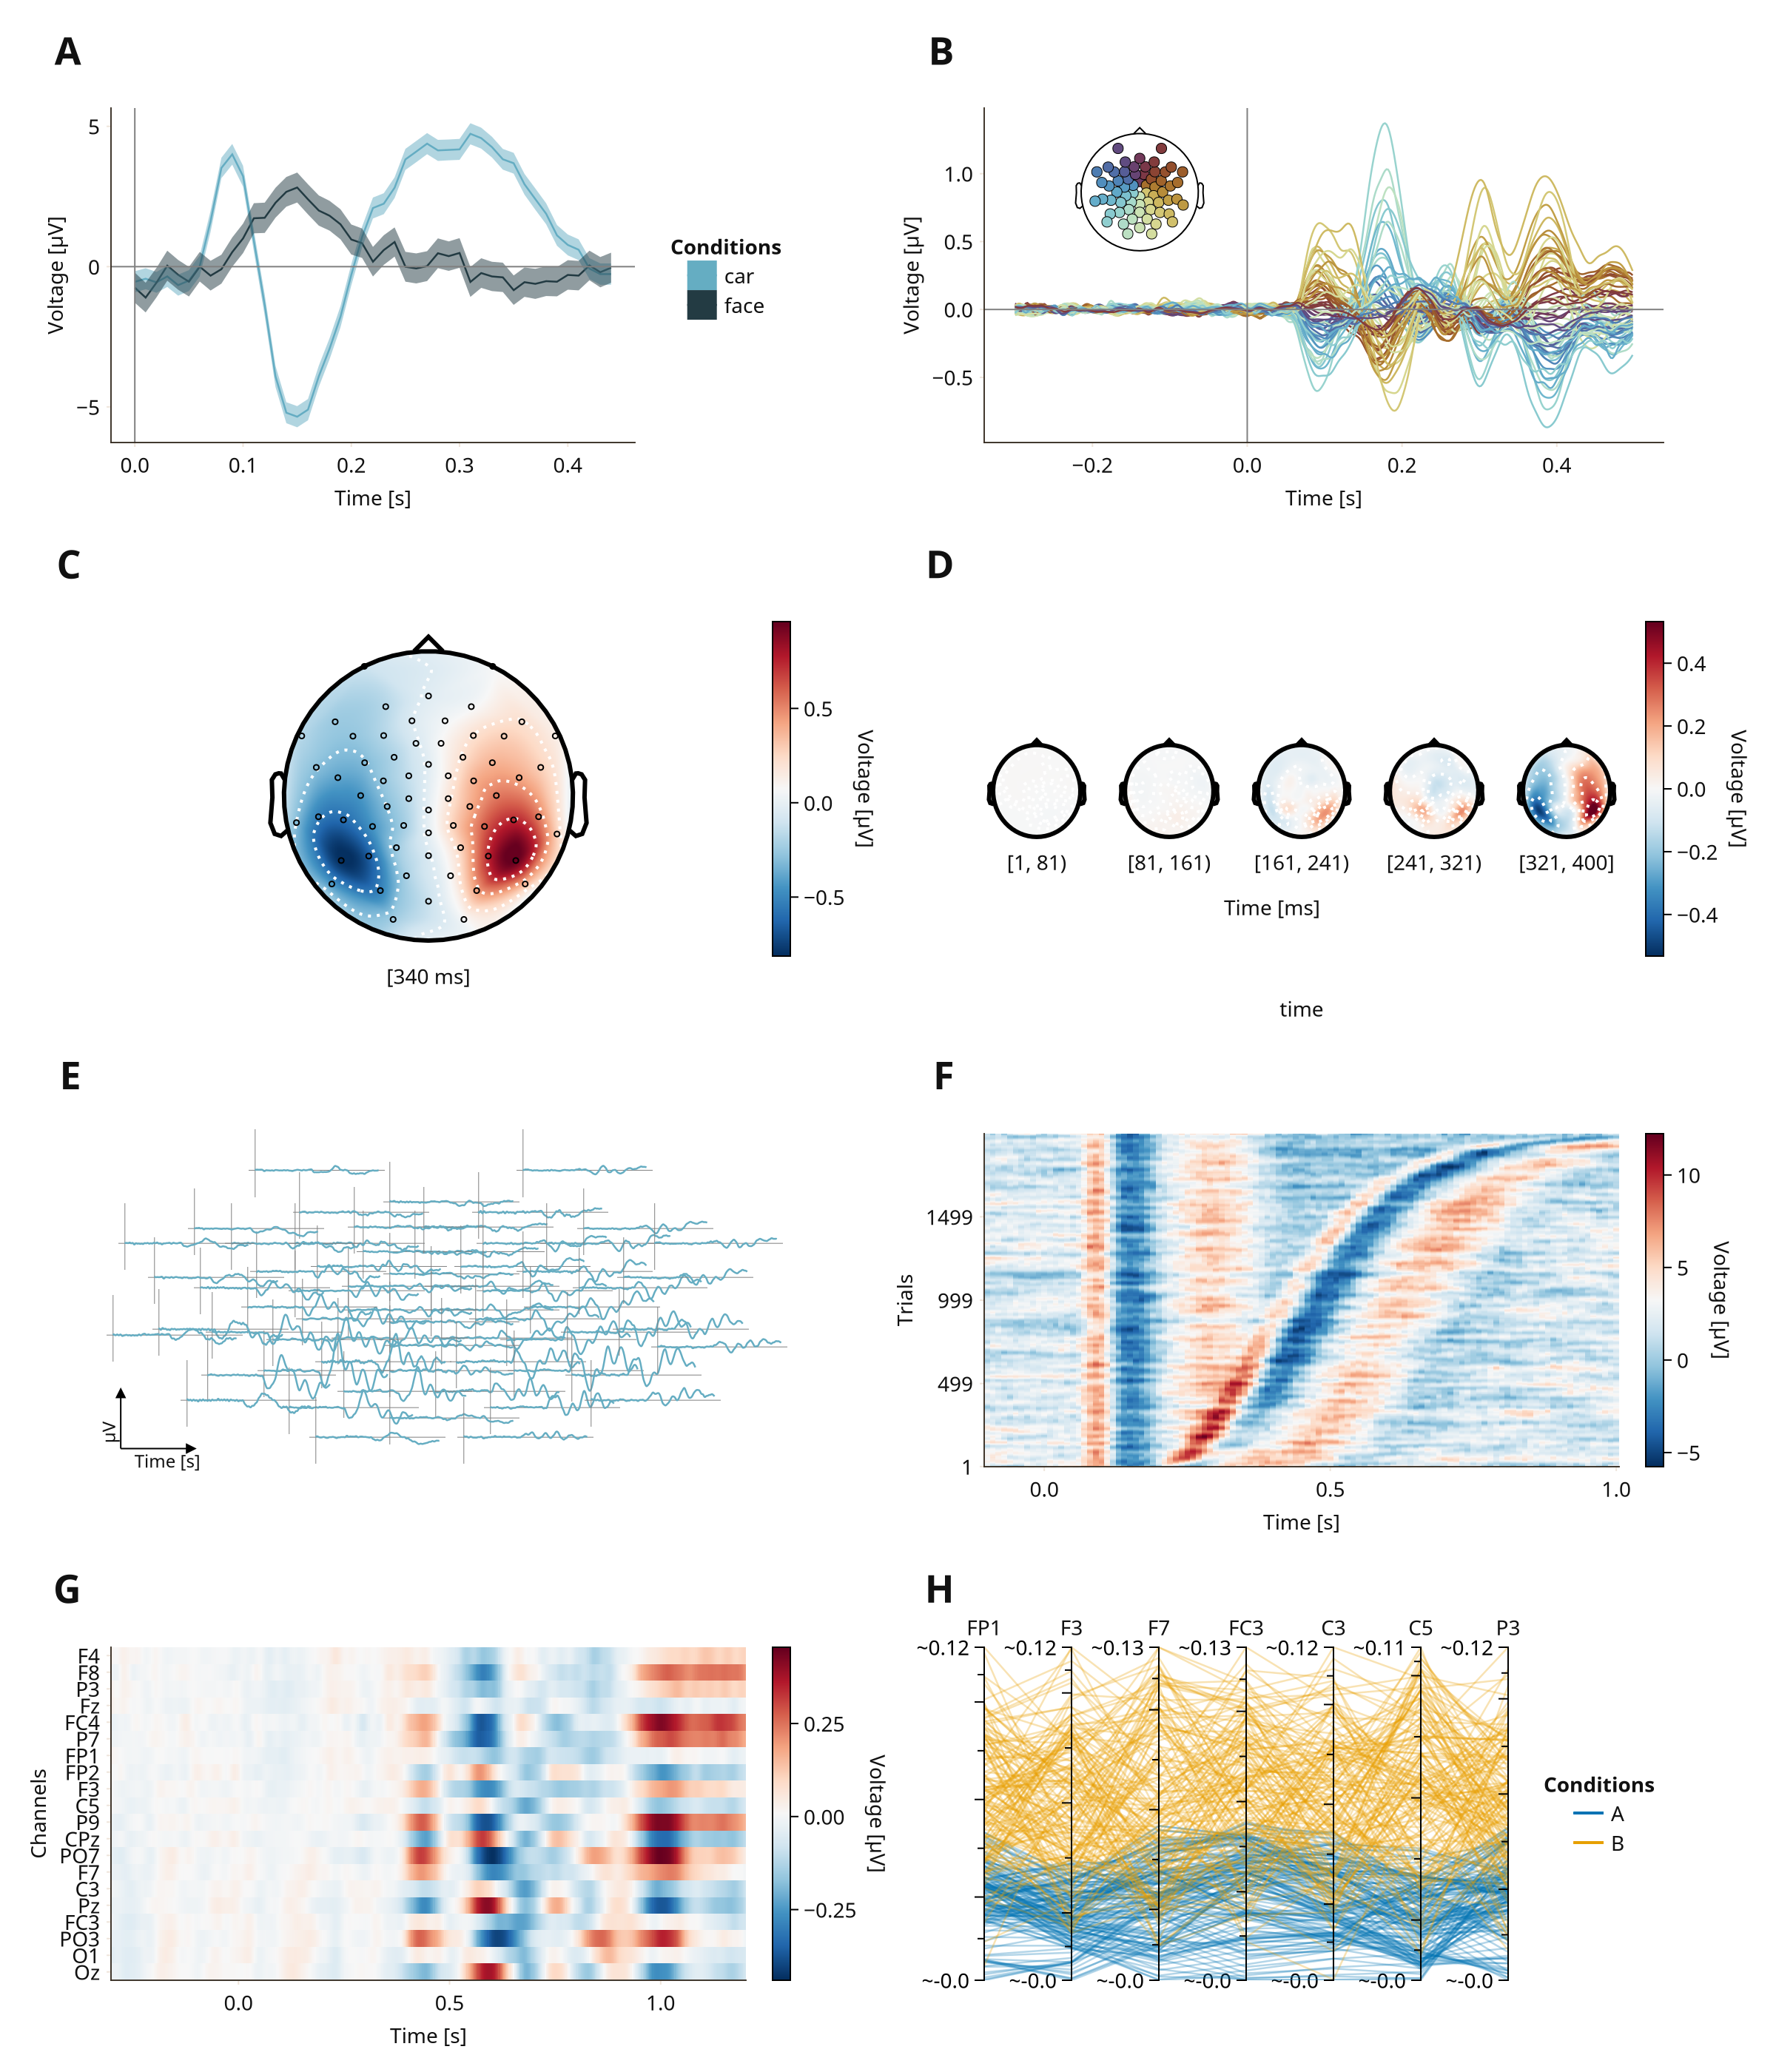 A
5
0
−5
Voltage [µV]
0.0 0.1 0.2 0.3 0.4
Time [s]
Conditions
car
face
B
1.0
0.5
0.0
−0.5
Voltage [µV]
−0.2 0.0 0.2 0.4
Time [s]
C
0.5
0.0
−0.5
Voltage [µV]
[340 ms]
D
[1, 81) [81, 161) [161, 241) [241, 321) [321, 400]
Time [ms]
time
0.4
0.2
0.0
−0.2
−0.4
Voltage [µV]
E
µV
Time [s]
F
1499
999
499
1
Trials
0.0 0.5 1.0
Time [s]
10
5
0
−5
Voltage [µV]
G
F4
F8
P3
Fz
FC4
P7
FP1
FP2
F3
C5
P9
CPz
PO7
F7
C3
Pz
FC3
PO3
O1
Oz
Channels
0.0 0.5 1.0
Time [s]
0.25
0.00
−0.25
Voltage [µV]
H
FP1 F3 F7 FC3 C3 C5 P3
~0.12 ~0.12 ~0.13 ~0.13 ~0.12 ~0.11 ~0.12
~-0.0 ~-0.0 ~-0.0 ~-0.0 ~-0.0 ~-0.0 ~-0.0
Conditions
A
B